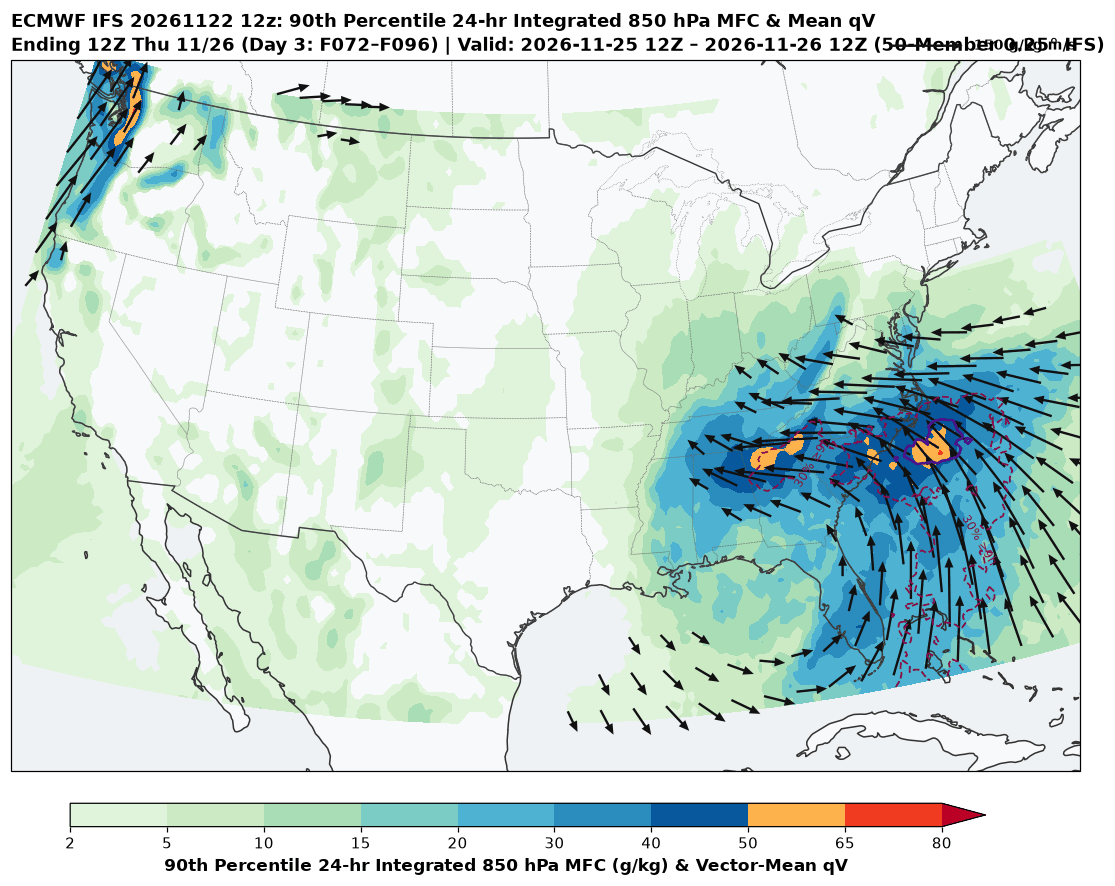 ECMWF IFS 20261122 12z: 90th Percentile 24-hr Integrated 850 hPa MFC & Mean qV
Ending 12Z Thu 11/26 (Day 3: F072–F096) | Valid: 2026-11-25 12Z – 2026-11-26 12Z (50-Member 0.25° IFS)
30%
30%
2 5 10 15 20 30 40 50 65 80
90th Percentile 24-hr Integrated 850 hPa MFC (g/kg) & Vector-Mean qV